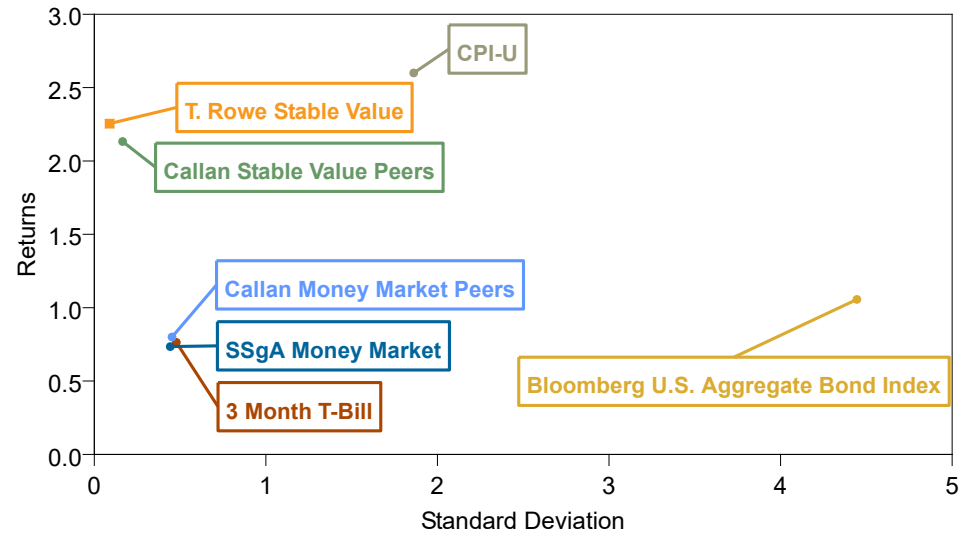 3.0
CPI-U
2.5
T. Rowe Stable Value
2.0
Callan Stable Value Peers
Returns
1.5
Callan Money Market Peers
1.0
SSgA Money Market
Bloomberg U.S. Aggregate Bond Index
0.5
3 Month T-Bill
0.0
0 1 2 3 4 5
Standard Deviation